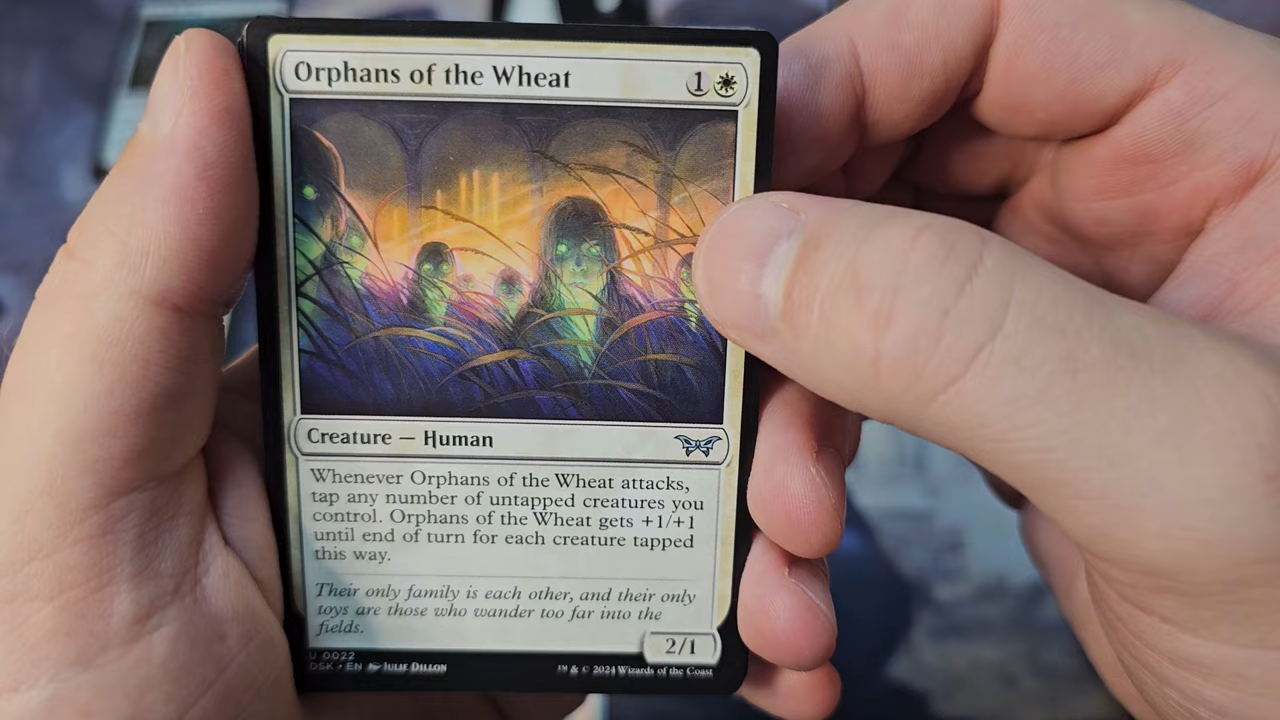 Orphans of the Wheat 1
Creature — Human
Whenever Orphans of the Wheat attacks,
tap any number of untapped creatures you
control. Orphans of the Wheat gets +1/+1
until end of turn for each creature tapped
this way.
Their only family is each other, and their only
toys are those who wander too far into the
fields.
2/1
U 0022
DSK • EN JULIE DILLON ™ & © 2024 Wizards of the Coast